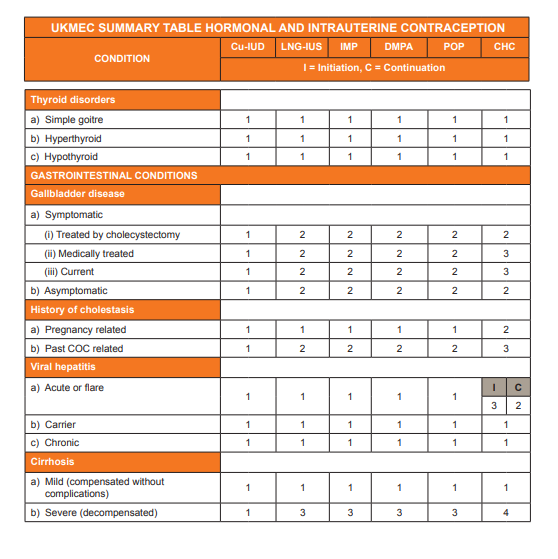 UKMEC SUMMARY TABLE HORMONAL AND INTRAUTERINE CONTRACEPTION
CONDITION Cu-IUD LNG-IUS IMP DMPA POP CHC
I = Initiation, C = Continuation
Thyroid disorders
a) Simple goitre 1 1 1 1 1 1
b) Hyperthyroid 1 1 1 1 1 1
c) Hypothyroid 1 1 1 1 1 1
GASTROINTESTINAL CONDITIONS
Gallbladder disease
a) Symptomatic
(i) Treated by cholecystectomy 1 2 2 2 2 2
(ii) Medically treated 1 2 2 2 2 3
(iii) Current 1 2 2 2 2 3
b) Asymptomatic 1 2 2 2 2 2
History of cholestasis
a) Pregnancy related 1 1 1 1 1 2
b) Past COC related 1 2 2 2 2 3
Viral hepatitis
a) Acute or flare 1 1 1 1 1 I C
3 2
b) Carrier 1 1 1 1 1 1
c) Chronic 1 1 1 1 1 1
Cirrhosis
a) Mild (compensated without
complications) 1 1 1 1 1 1
b) Severe (decompensated) 1 3 3 3 3 4